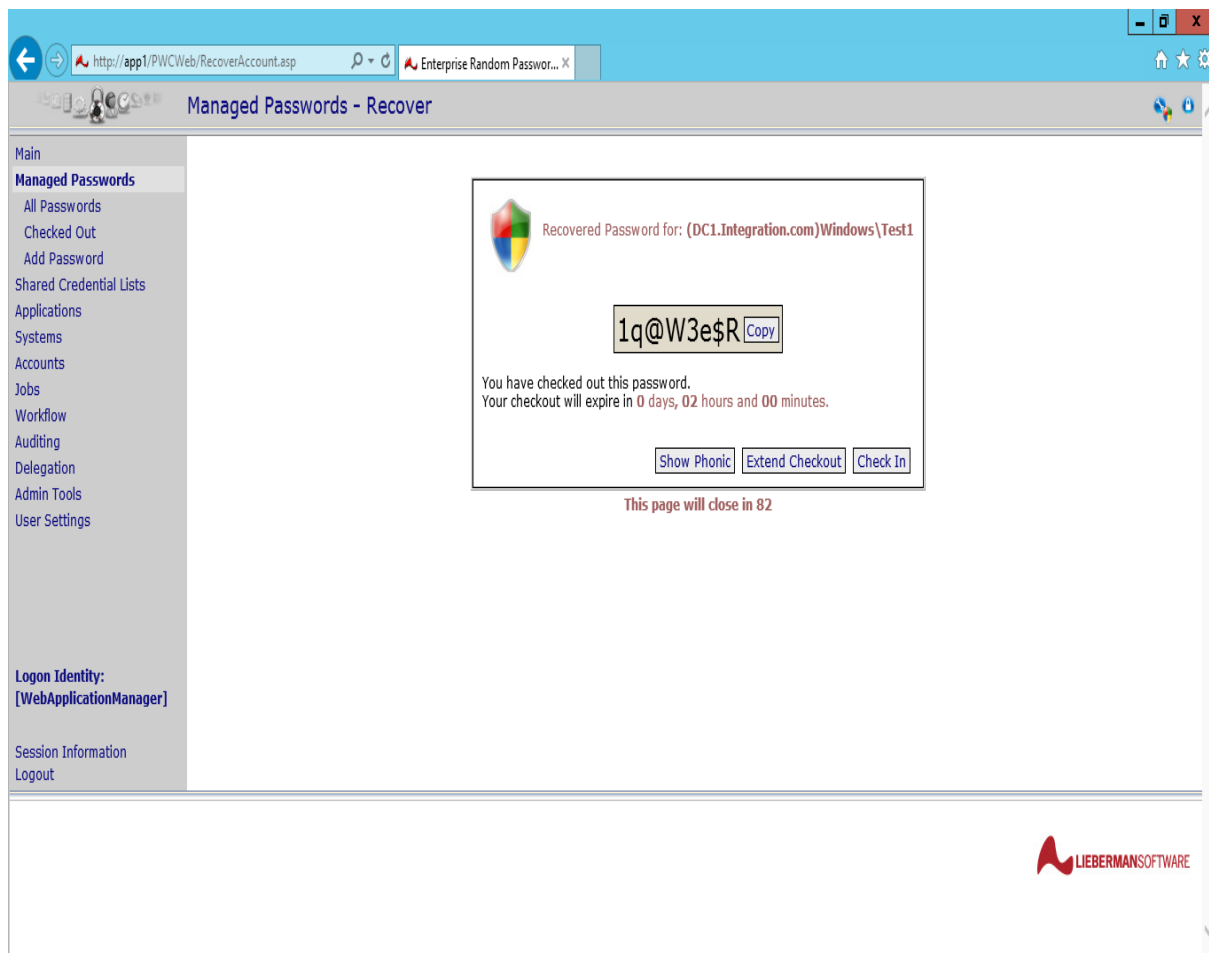 http://app1/PWCWeb/RecoverAccount.asp
Enterprise Random Passwor...
Managed Passwords - Recover
Main
Managed Passwords
All Passwords
Checked Out
Add Password
Shared Credential Lists
Applications
Systems
Accounts
Jobs
Workflow
Auditing
Delegation
Admin Tools
User Settings
Logon Identity:
[WebApplicationManager]
Session Information
Logout
Recovered Password for: (DC1.Integration.com)Windows\Test1
1q@W3e$R Copy
You have checked out this password.
Your checkout will expire in 0 days, 02 hours and 00 minutes.
Show Phonic Extend Checkout Check In
This page will close in 82
LIEBERMANSOFTWARE